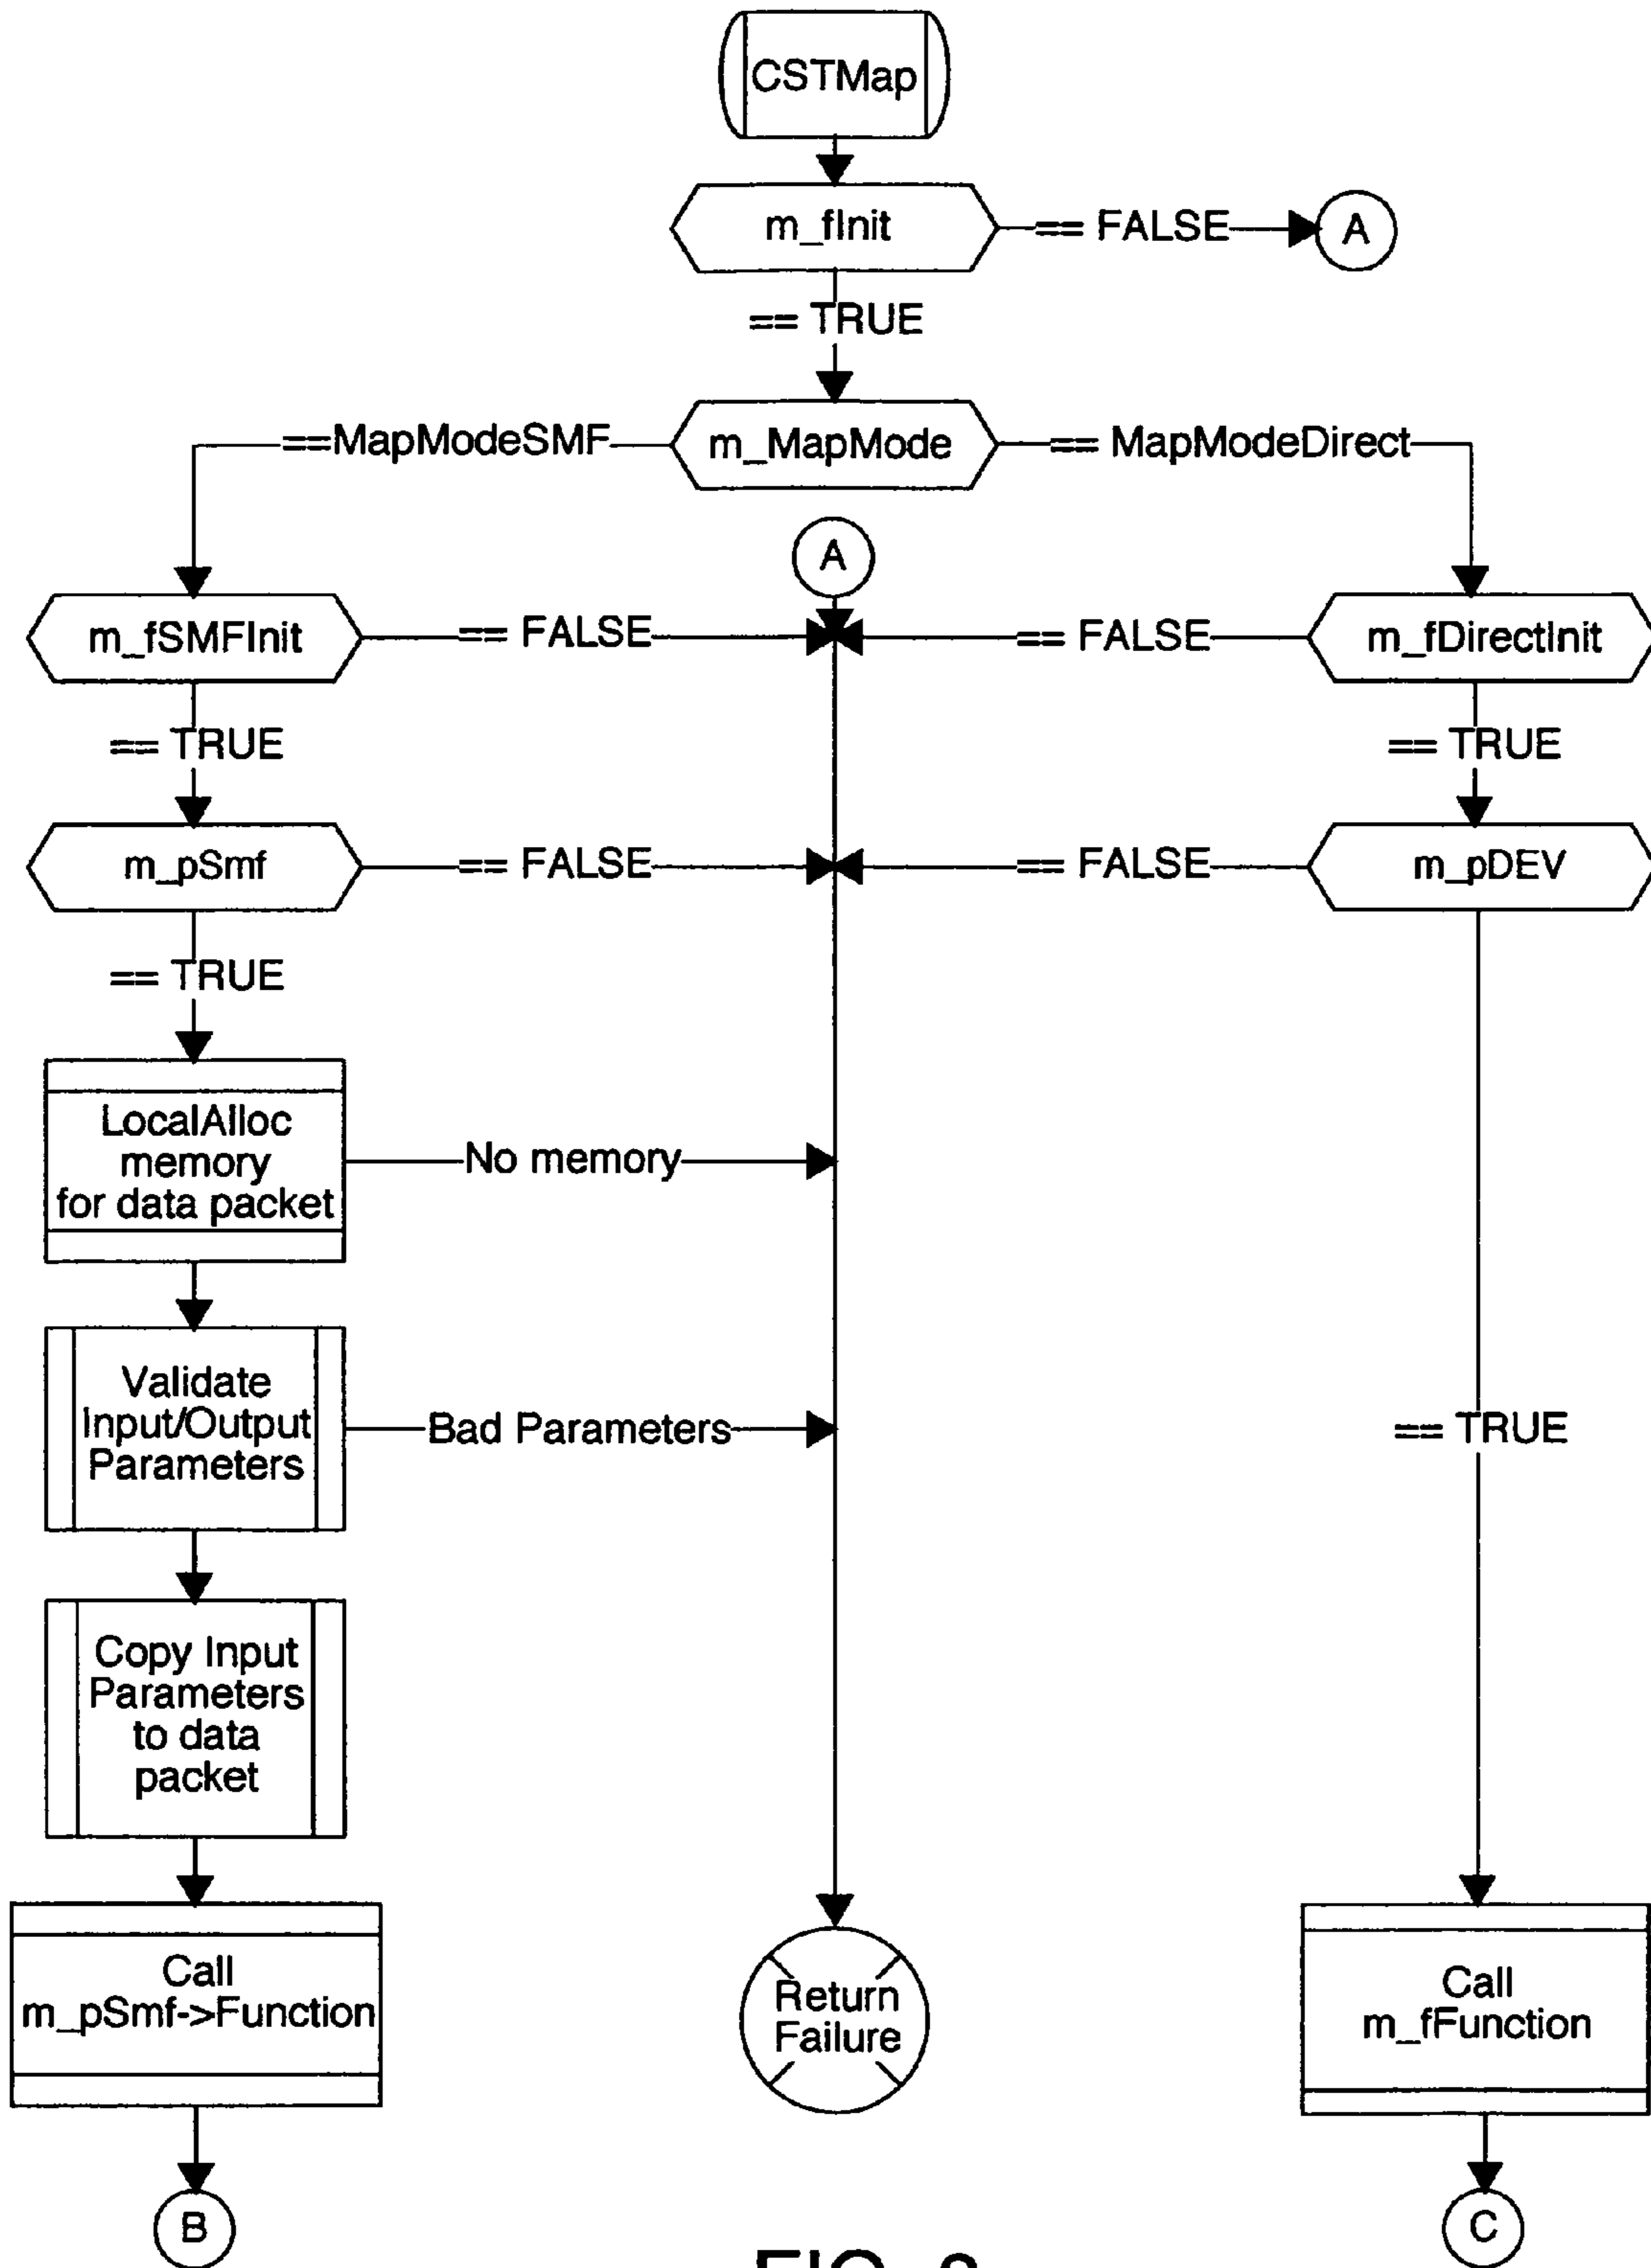 CSTMap
m_fInit
== FALSE
A
== TRUE
==MapModeSMF
m_MapMode
== MapModeDirect
A
m_fSMFInit
== FALSE
== FALSE
m_fDirectInit
== TRUE
== TRUE
m_pSmf
== FALSE
== FALSE
m_pDEV
== TRUE
LocalAlloc
memory
for data packet
No memory
Validate
Input/Output
Parameters
Bad Parameters
== TRUE
Copy Input
Parameters
to data
packet
Call
m_pSmf->Function
Return
Failure
Call
m_fFunction
B
C